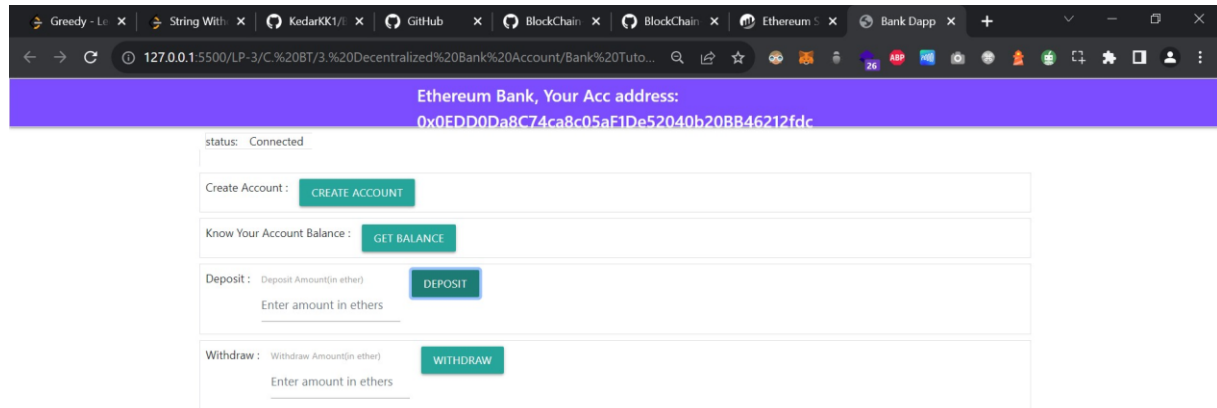 Greedy - Le
String With
KedarKK1/E
GitHub
BlockChain
BlockChain
Ethereum S
Bank Dapp
127.0.0.1:5500/LP-3/C.%20BT/3.%20Decentralized%20Bank%20Account/Bank%20Tuto...
26
ABP
Ethereum Bank, Your Acc address:
0x0EDD0Da8C74ca8c05aF1De52040b20BB46212fdc
status: Connected
Create Account : CREATE ACCOUNT
Know Your Account Balance : GET BALANCE
Deposit : Deposit Amount(in ether) DEPOSIT
Enter amount in ethers
Withdraw : Withdraw Amount(in ether) WITHDRAW
Enter amount in ethers